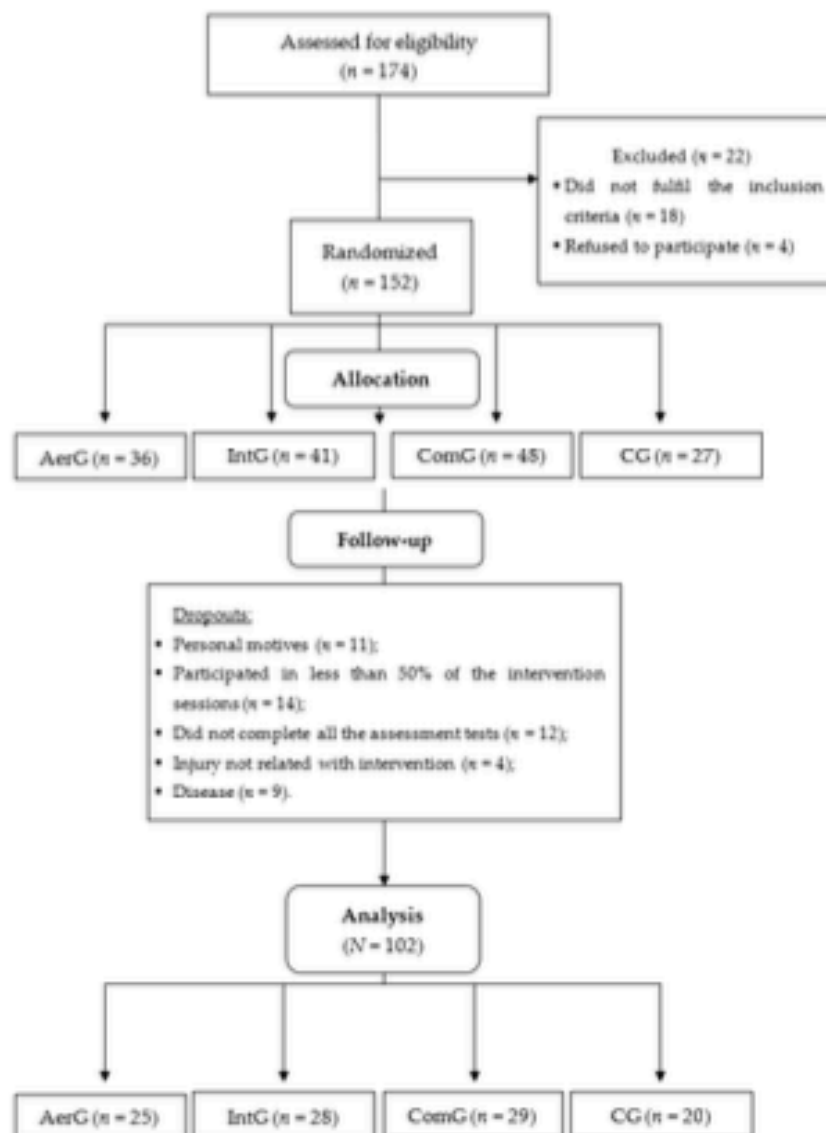 Assessed for eligibility
(n = 174)
Excluded (n = 22)
▪ Did not fulfil the inclusion
criteria (n = 18)
▪ Refused to participate (n = 4)
Randomized
(n = 152)
Allocation
AerG (n = 36)
IntG (n = 41)
ComG (n = 48)
CG (n = 27)
Follow-up
Dropouts:
▪ Personal motives (n = 11);
▪ Participated in less than 50% of the intervention
sessions (n = 14);
▪ Did not complete all the assessment tests (n = 12);
▪ Injury not related with intervention (n = 4);
▪ Disease (n = 9).
Analysis
(N = 102)
AerG (n = 25)
IntG (n = 28)
ComG (n = 29)
CG (n = 20)